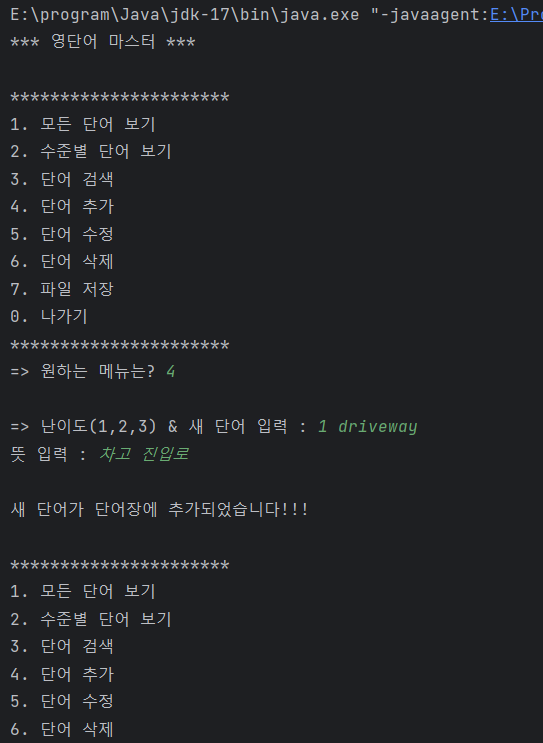 E:\program\Java\jdk-17\bin\java.exe "-javaagent:E:\Pro
*** 영단어 마스터 ***
**********************
1. 모든 단어 보기
2. 수준별 단어 보기
3. 단어 검색
4. 단어 추가
5. 단어 수정
6. 단어 삭제
7. 파일 저장
0. 나가기
**********************
=> 원하는 메뉴는? 4
=> 난이도(1,2,3) & 새 단어 입력 : 1 driveway
뜻 입력 : 차고 진입로
새 단어가 단어장에 추가되었습니다!!!
**********************
1. 모든 단어 보기
2. 수준별 단어 보기
3. 단어 검색
4. 단어 추가
5. 단어 수정
6. 단어 삭제